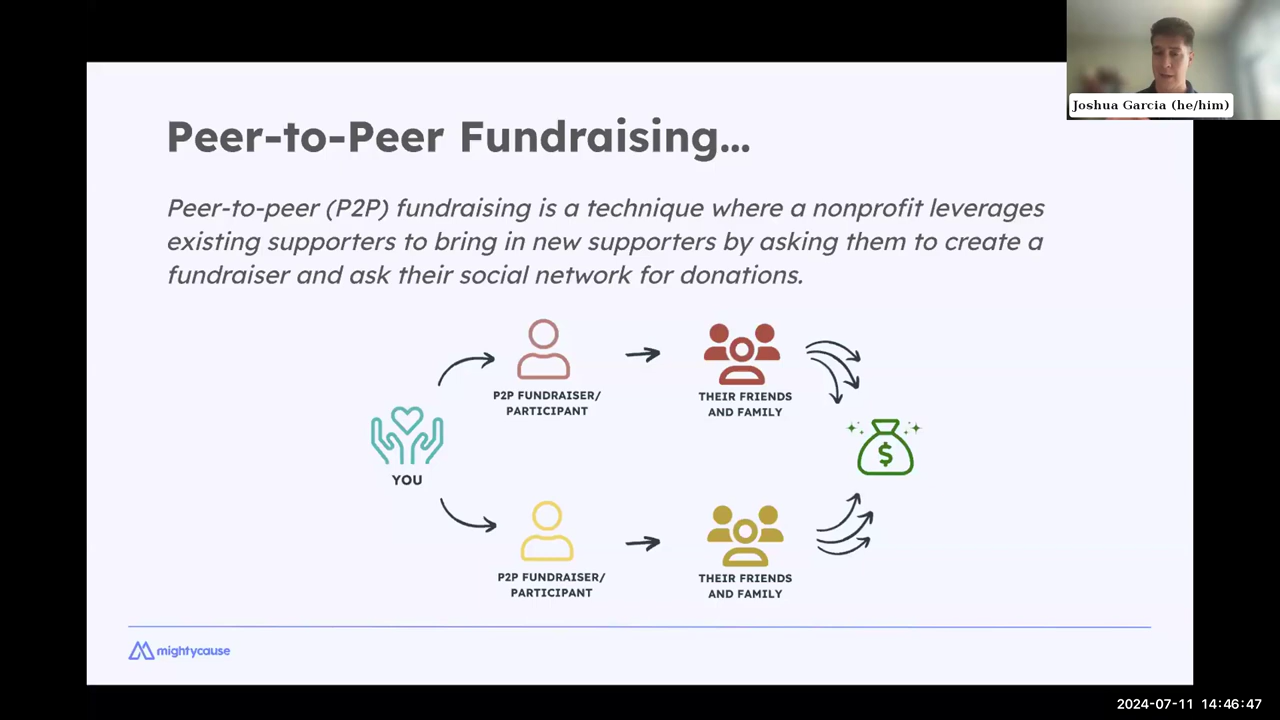 Joshua Garcia (he/him)
Peer-to-Peer Fundraising...
Peer-to-peer (P2P) fundraising is a technique where a nonprofit leverages
existing supporters to bring in new supporters by asking them to create a
fundraiser and ask their social network for donations.
P2P FUNDRAISER/
PARTICIPANT
THEIR FRIENDS
AND FAMILY
$
YOU
P2P FUNDRAISER/
PARTICIPANT
THEIR FRIENDS
AND FAMILY
mightycause
2024-07-11 14:46:47